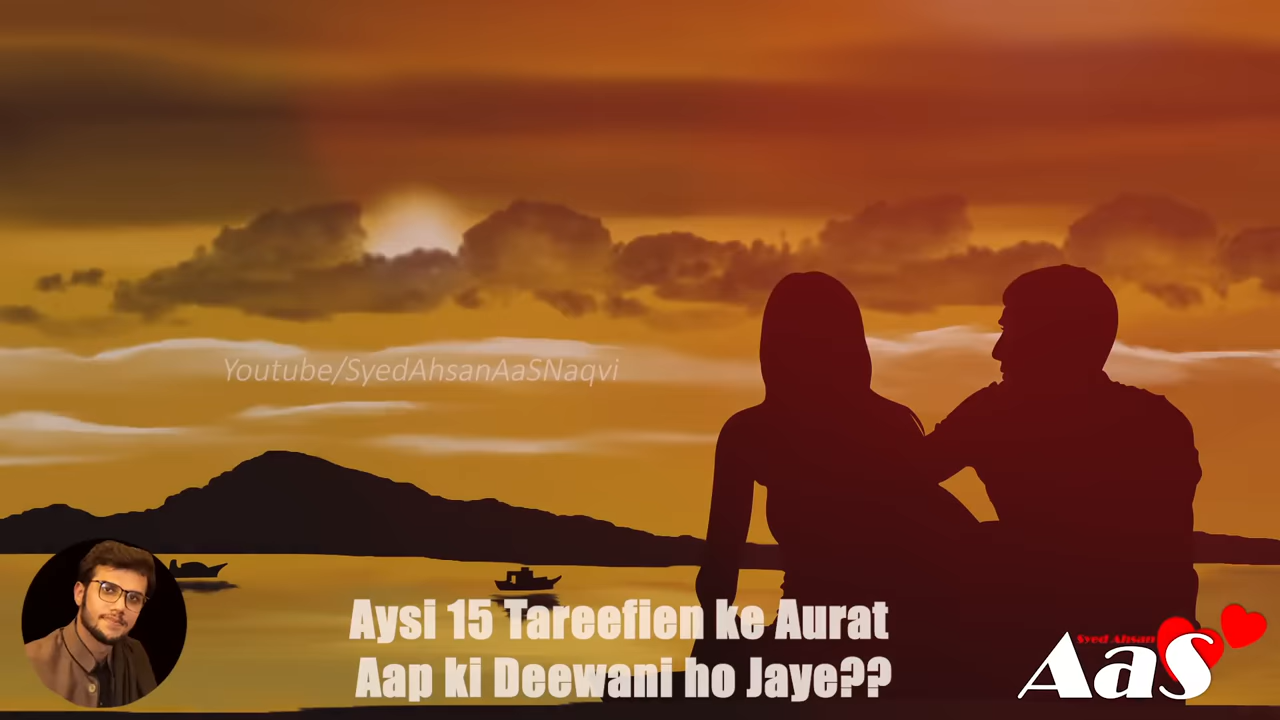 Youtube/SyedAhsanAaSNaqvi
Aysi 15 Tareefien ke Aurat
Aap ki Deewani ho Jaye??
Syed Ahsan
AaS